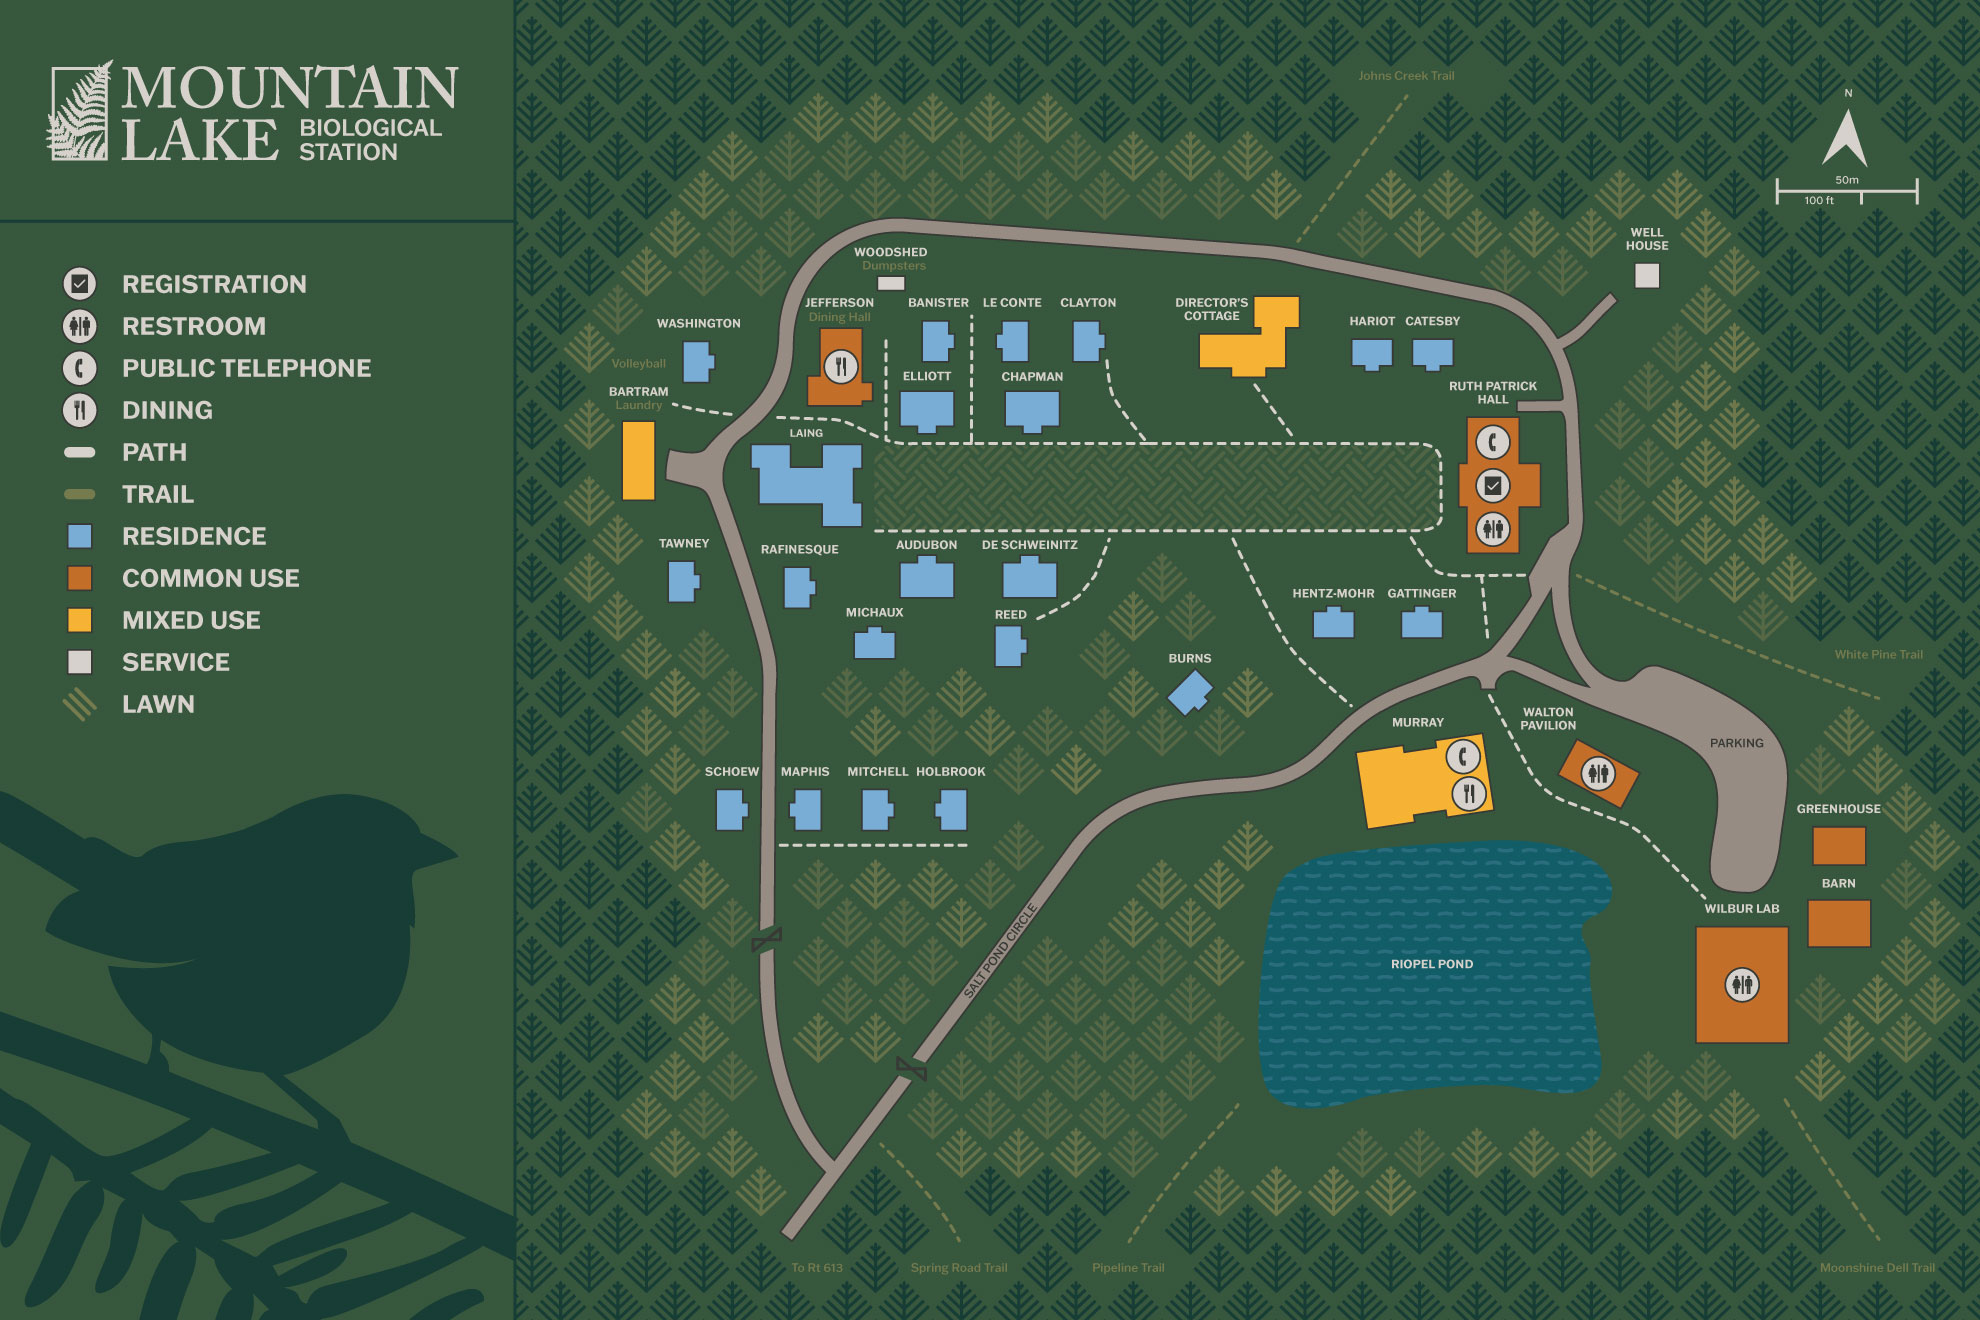 MOUNTAIN
LAKE BIOLOGICAL
STATION
REGISTRATION
RESTROOM
PUBLIC TELEPHONE
DINING
PATH
TRAIL
RESIDENCE
COMMON USE
MIXED USE
SERVICE
LAWN
Johns Creek Trail
N
50m
100 ft
WELL
HOUSE
WOODSHED
Dumpsters
JEFFERSON
Dining Hall
BANISTER
LE CONTE
CLAYTON
DIRECTOR'S
COTTAGE
HARIOT
CATESBY
WASHINGTON
Volleyball
BARTRAM
Laundry
ELLIOTT
CHAPMAN
RUTH PATRICK
HALL
LAING
TAWNEY
RAFINESQUE
AUDUBON
DE SCHWEINITZ
MICHAUX
REED
HENTZ-MOHR
GATTINGER
BURNS
White Pine Trail
MURRAY
WALTON
PAVILION
PARKING
SCHOEW
MAPHIS
MITCHELL
HOLBROOK
GREENHOUSE
BARN
WILBUR LAB
SALT POND CIRCLE
RIOPEL POND
To Rt 613
Spring Road Trail
Pipeline Trail
Moonshine Dell Trail